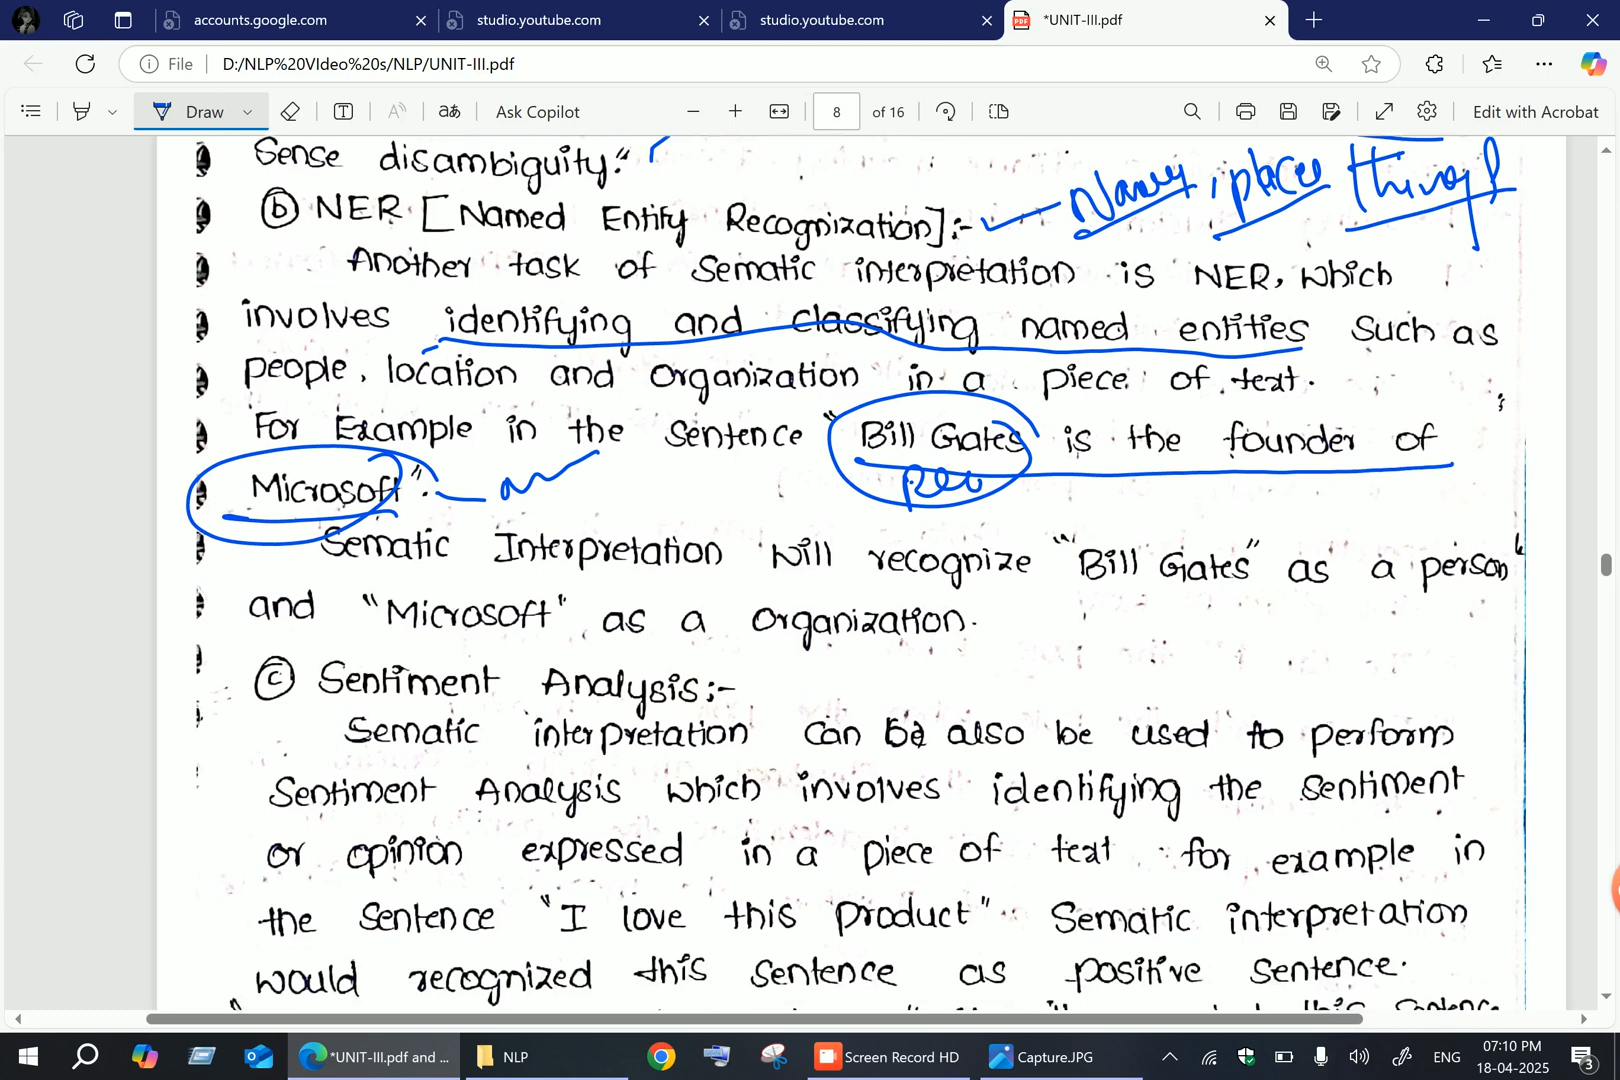 accounts.google.com
studio.youtube.com
studio.youtube.com
*UNIT-III.pdf
File
D:/NLP%20VIdeo%20s/NLP/UNIT-III.pdf
Draw
Ask Copilot
8 of 16
Edit with Acrobat
Sense disambiguity."
Names, places things
(b) NER [Named Entify Recognization]:-
Another task of Sematic interpretation is NER, which
involves identifying and classifying named entities such as
people, location and organization in a piece of text.
For Example in the sentence "Bill Gates is the founder of
Microsoft".
Sematic Interpretation will recognize "Bill Gates" as a person
and "Microsoft" as a organization.
(c) Sentiment Analysis:-
Sematic interpretation can be also be used to perform
Sentiment Analysis which involves identifying the sentiment
or opinion expressed in a piece of text. for example in
the sentence "I love this product" Sematic interpretation
would recognized this sentence as positive sentence.
*UNIT-III.pdf and ...
NLP
Screen Record HD
Capture.JPG
ENG
07:10 PM
18-04-2025
3